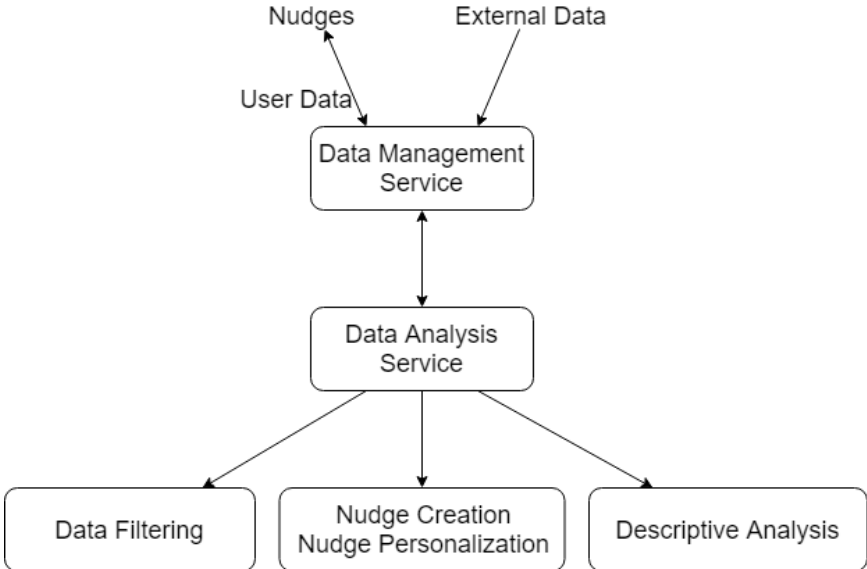 Nudges
External Data
User Data
Data Management
Service
Data Analysis
Service
Data Filtering
Nudge Creation
Nudge Personalization
Descriptive Analysis